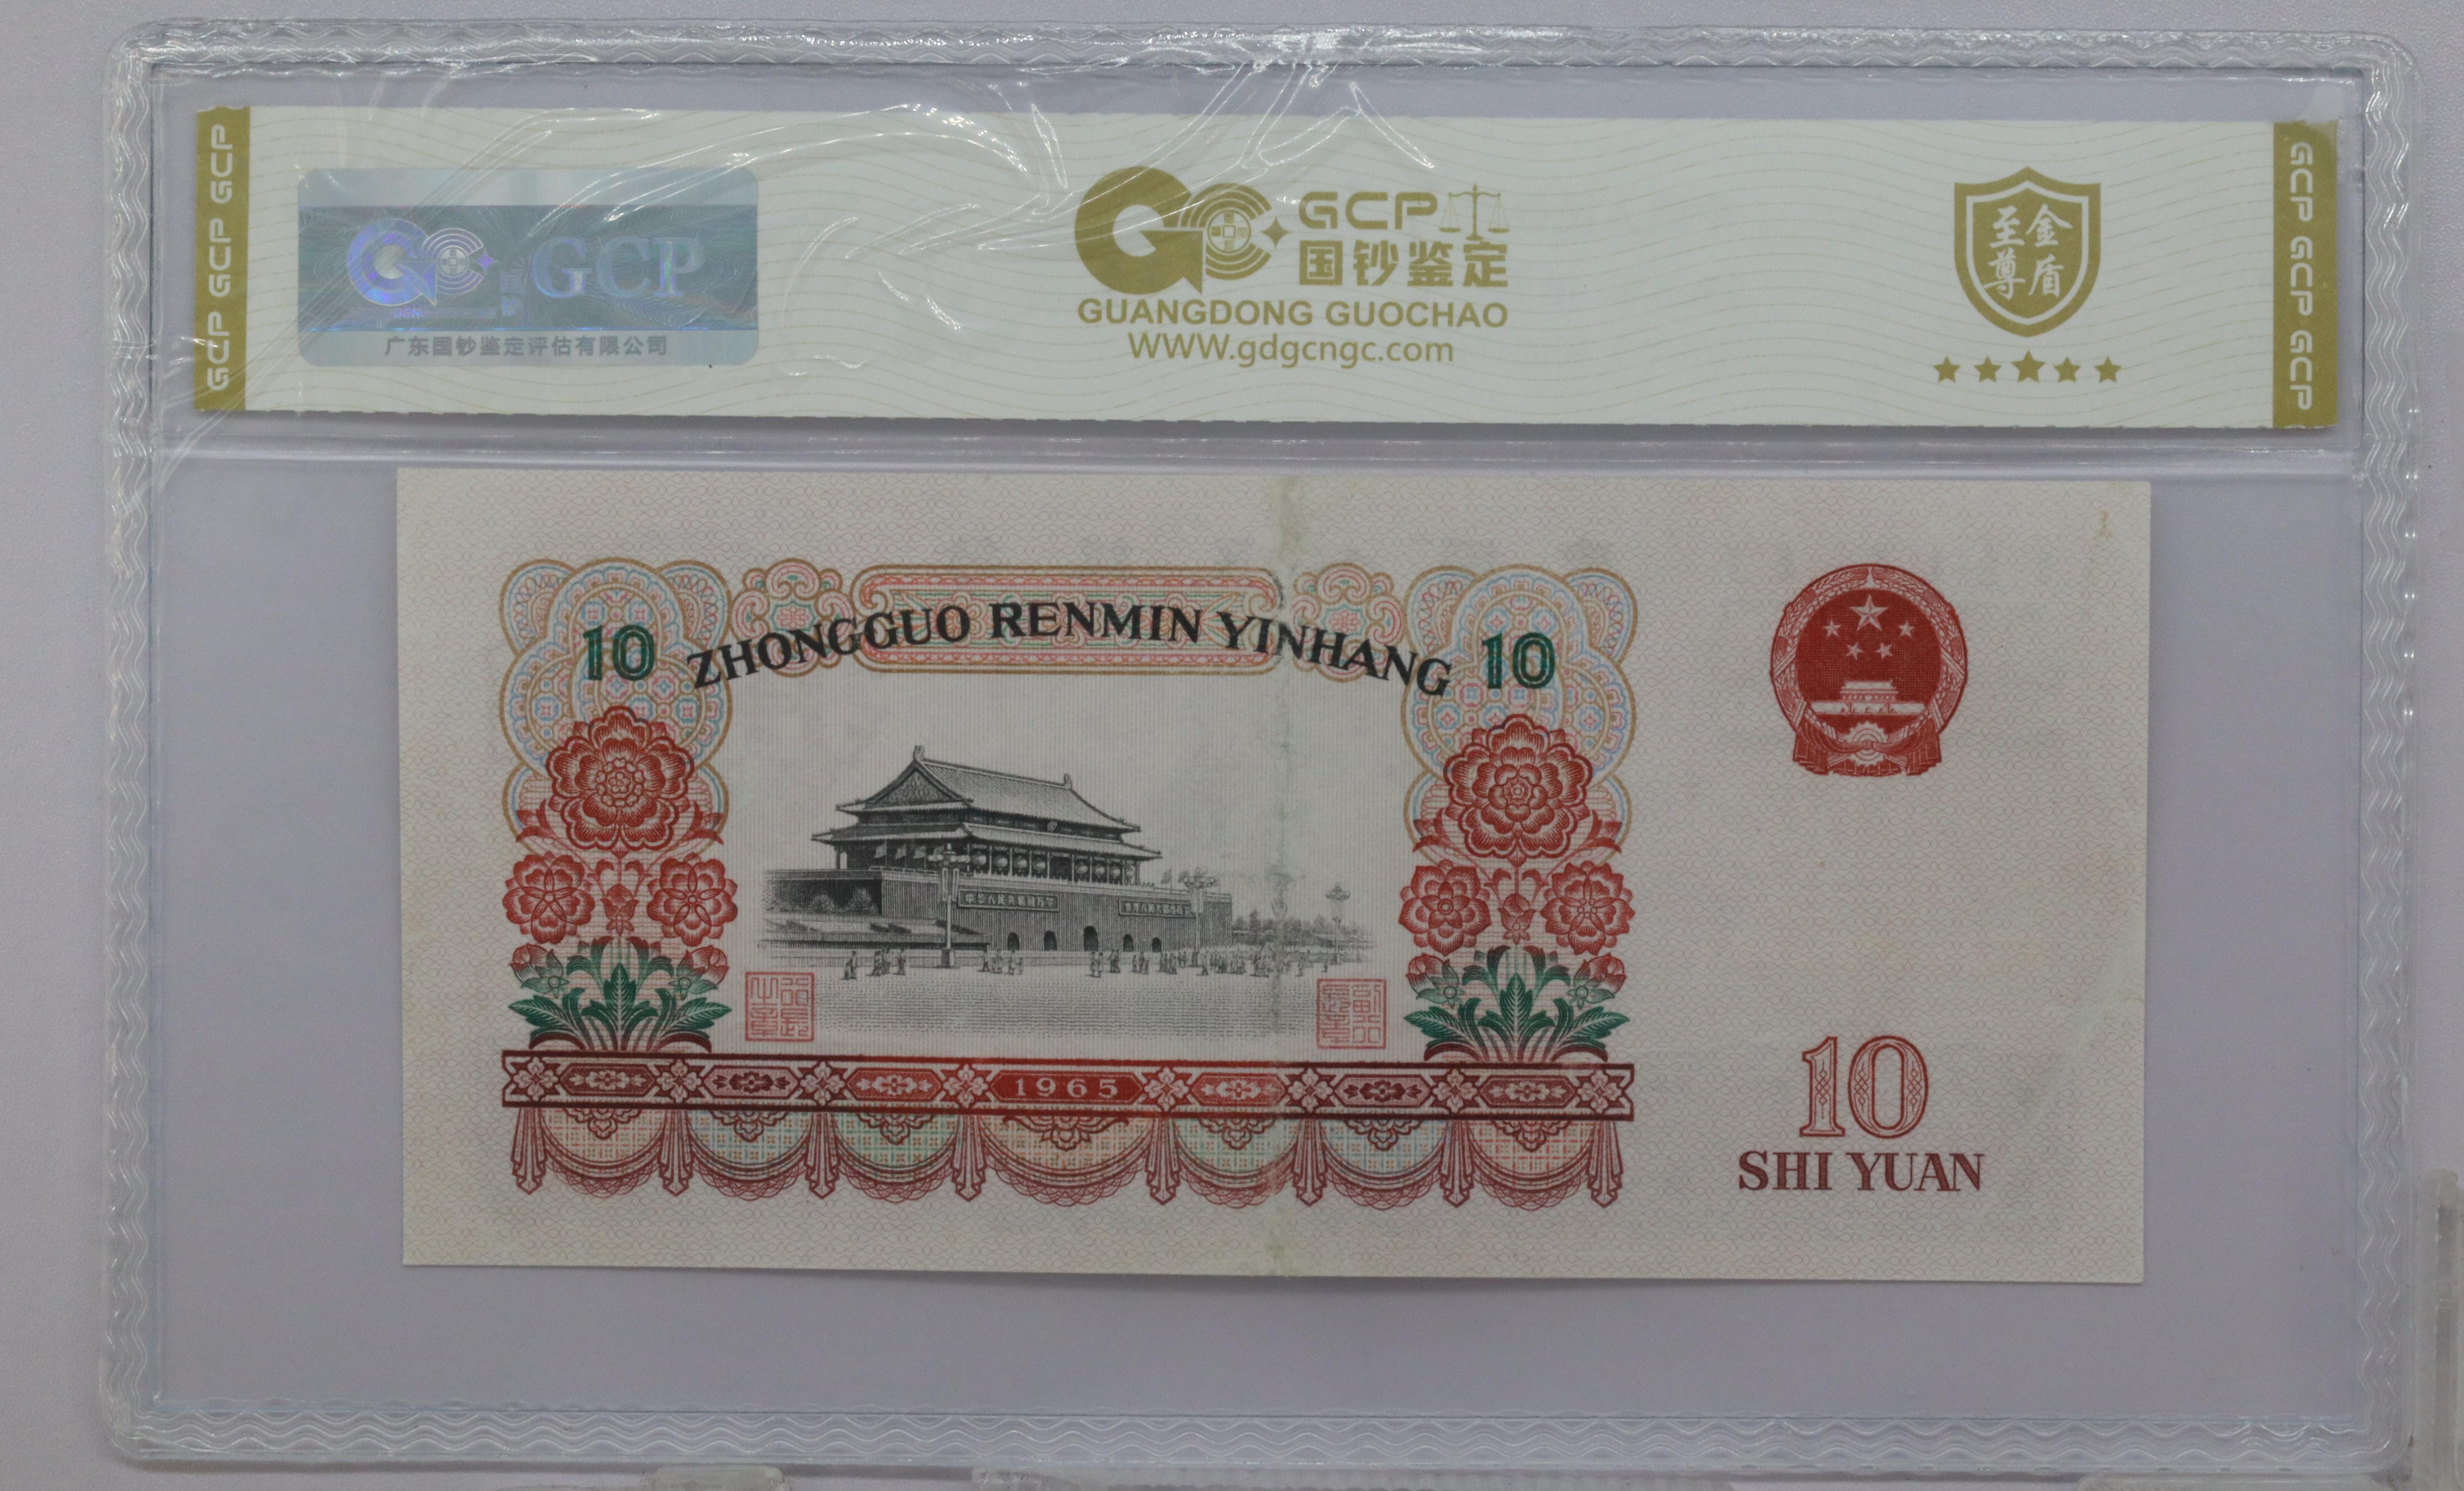 GCP GCP GCP
GCP
广东国钞鉴定评估有限公司
GCP
国钞鉴定
GUANGDONG GUOCHAO
WWW.gdgcngc.com
至尊
金盾
GCP GCP GCP
ZHONGGUO RENMIN YINHANG
10
10
1965
10
SHI YUAN